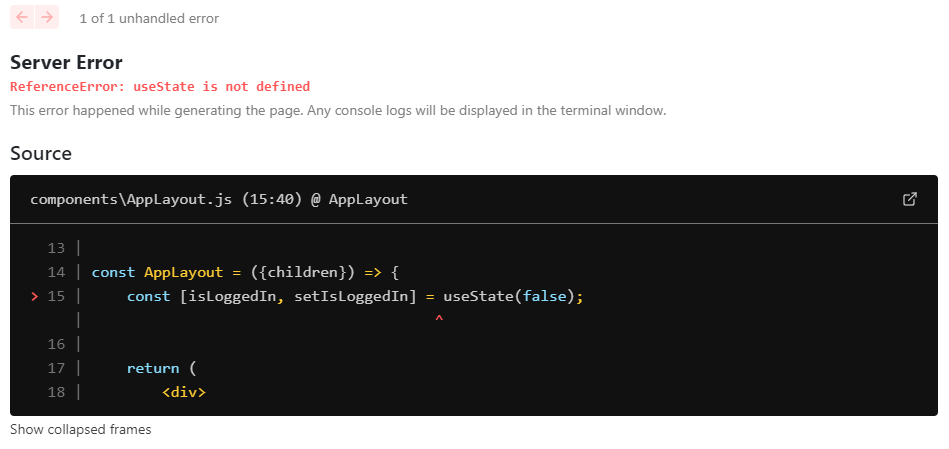 1 of 1 unhandled error
Server Error
ReferenceError: useState is not defined
This error happened while generating the page. Any console logs will be displayed in the terminal window.
Source
components\AppLayout.js (15:40) @ AppLayout
13 |
14 | const AppLayout = ({children}) => {
> 15 |     const [isLoggedIn, setIsLoggedIn] = useState(false);
|                                        ^
16 |
17 |     return (
18 |         <div>
Show collapsed frames